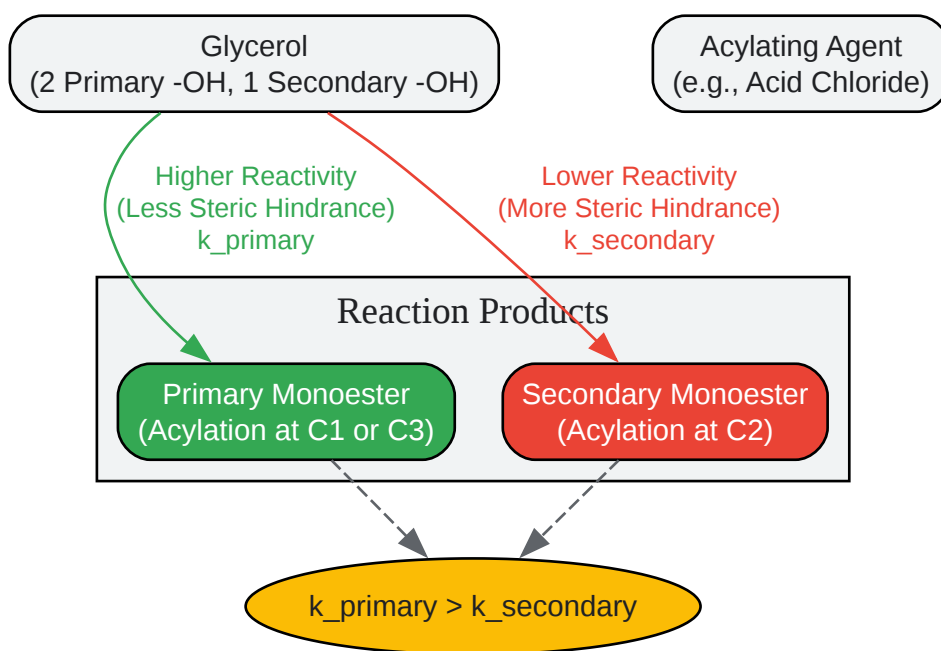 Glycerol
(2 Primary -OH, 1 Secondary -OH)
Acylating Agent
(e.g., Acid Chloride)
Higher Reactivity
(Less Steric Hindrance)
k_primary
Lower Reactivity
(More Steric Hindrance)
k_secondary
Reaction Products
Primary Monoester
(Acylation at C1 or C3)
Secondary Monoester
(Acylation at C2)
k_primary > k_secondary